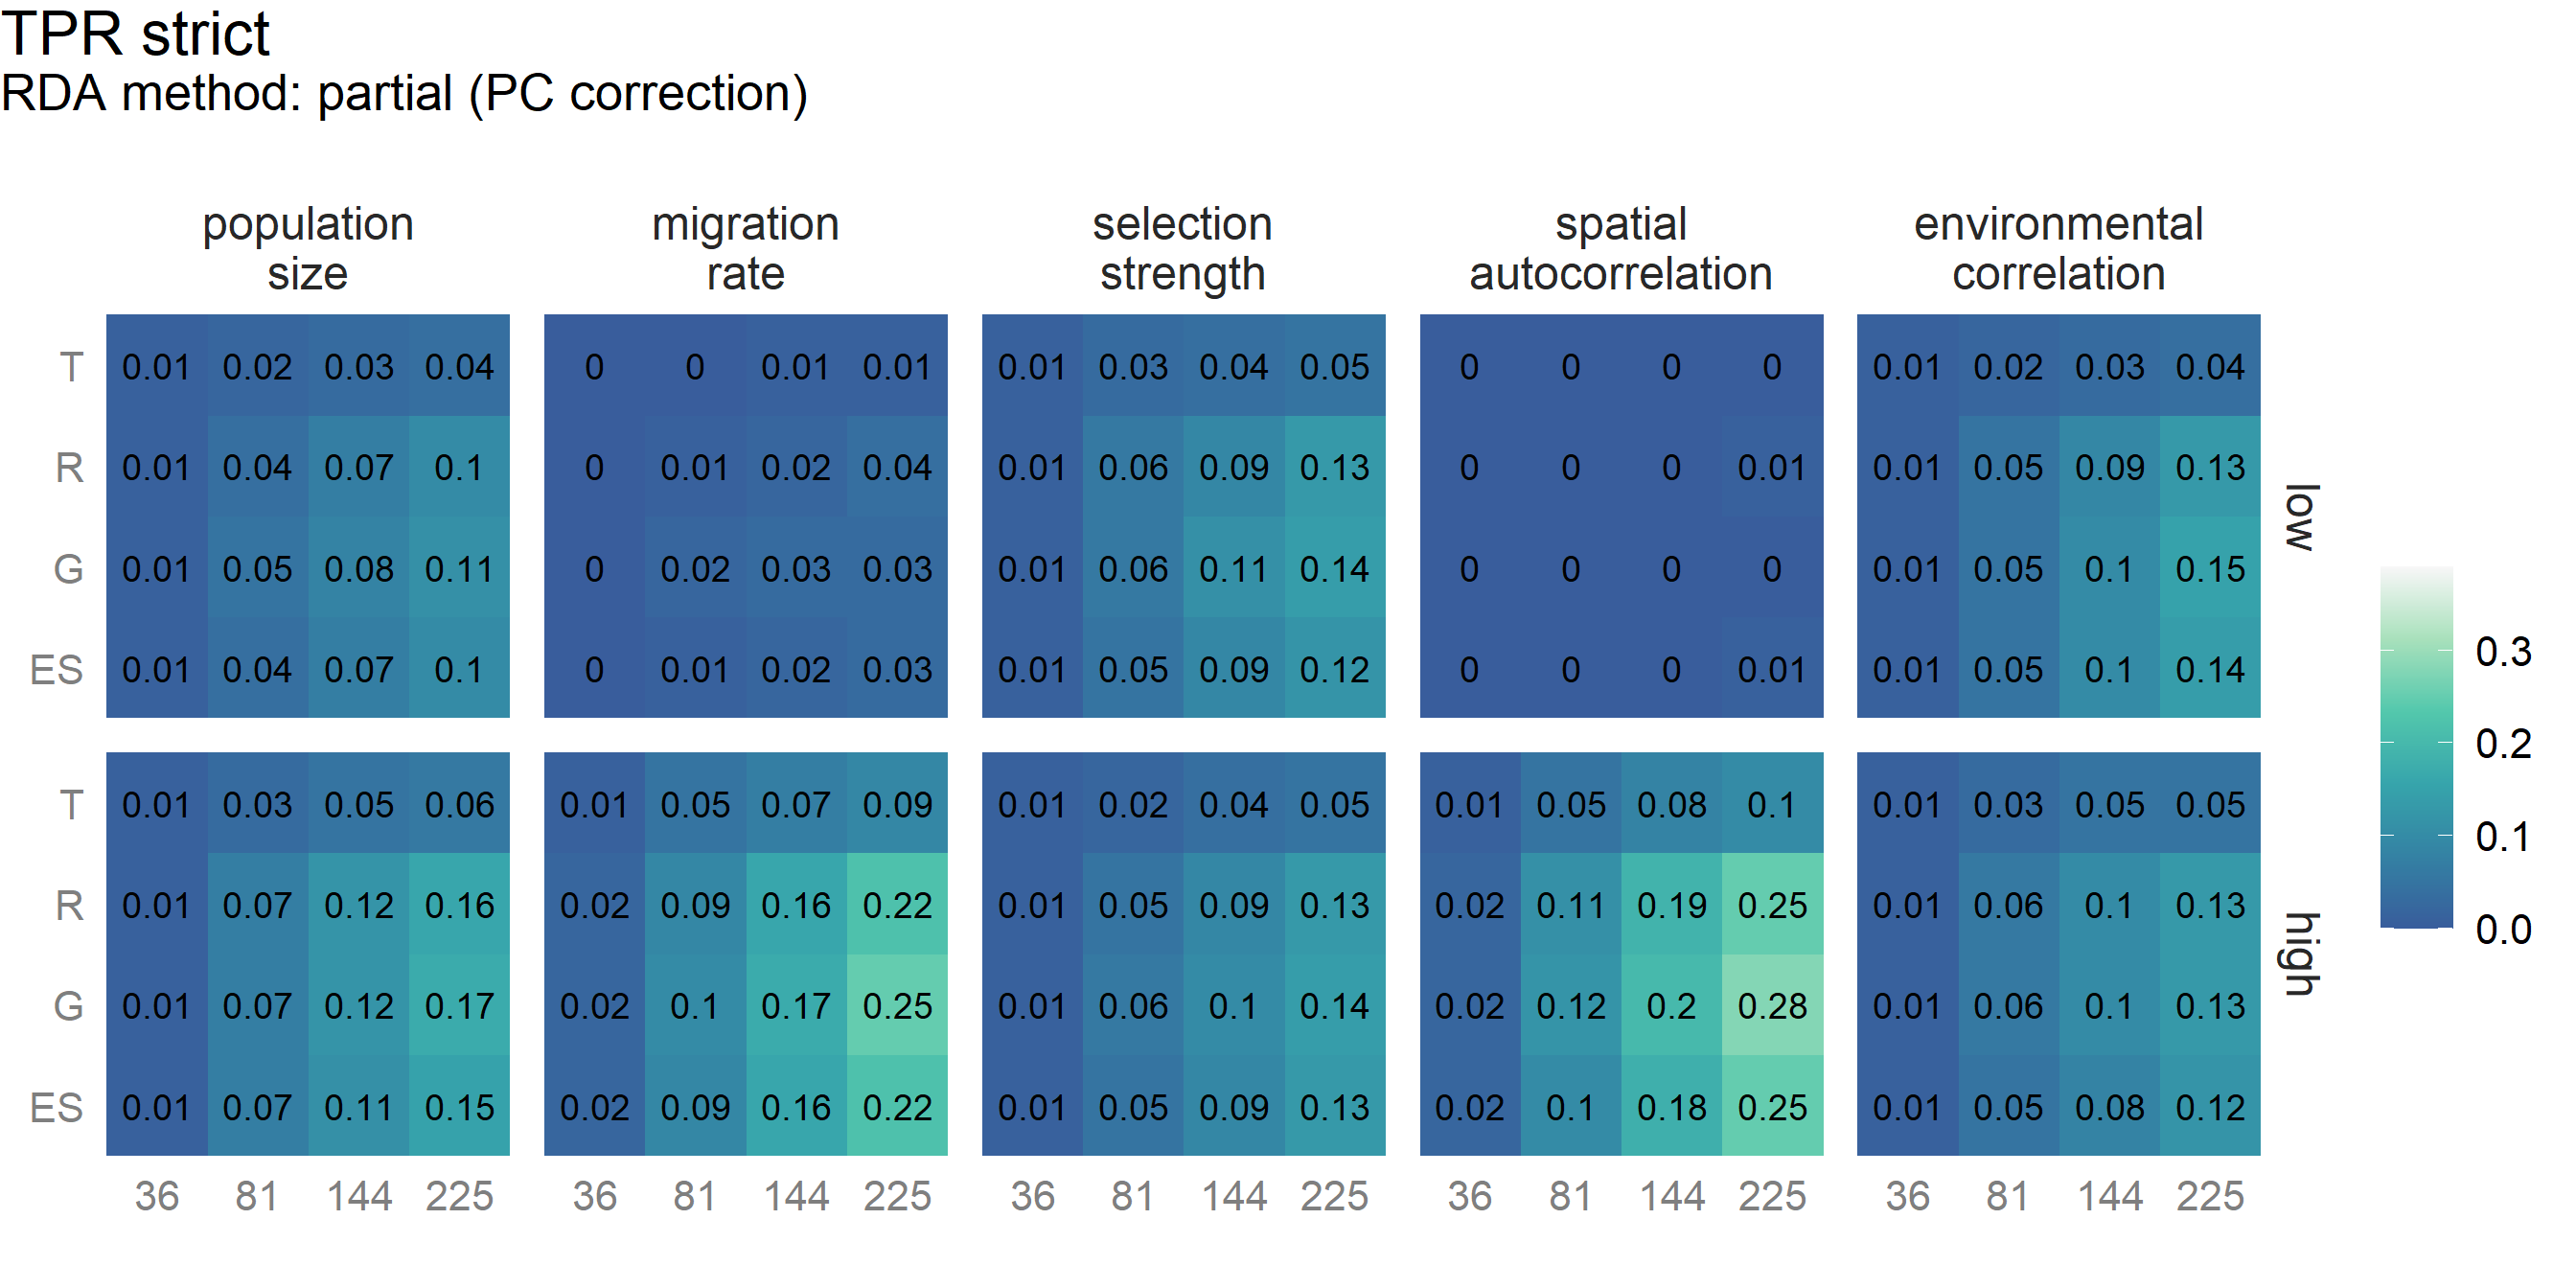 TPR strict
RDA method: partial (PC correction)
population size
migration rate
selection strength
spatial autocorrelation
environmental correlation
T 0.01 0.02 0.03 0.04 0 0 0.01 0.01 0.01 0.03 0.04 0.05 0 0 0 0 0.01 0.02 0.03 0.04
R 0.01 0.04 0.07 0.1 0 0.01 0.02 0.04 0.01 0.06 0.09 0.13 0 0 0 0.01 0.01 0.05 0.09 0.13
G 0.01 0.05 0.08 0.11 0 0.02 0.03 0.03 0.01 0.06 0.11 0.14 0 0 0 0 0.01 0.05 0.1 0.15
ES 0.01 0.04 0.07 0.1 0 0.01 0.02 0.03 0.01 0.05 0.09 0.12 0 0 0 0.01 0.01 0.05 0.1 0.14
low
T 0.01 0.03 0.05 0.06 0.01 0.05 0.07 0.09 0.01 0.02 0.04 0.05 0.01 0.05 0.08 0.1 0.01 0.03 0.05 0.05
R 0.01 0.07 0.12 0.16 0.02 0.09 0.16 0.22 0.01 0.05 0.09 0.13 0.02 0.11 0.19 0.25 0.01 0.06 0.1 0.13
G 0.01 0.07 0.12 0.17 0.02 0.1 0.17 0.25 0.01 0.06 0.1 0.14 0.02 0.12 0.2 0.28 0.01 0.06 0.1 0.13
ES 0.01 0.07 0.11 0.15 0.02 0.09 0.16 0.22 0.01 0.05 0.09 0.13 0.02 0.1 0.18 0.25 0.01 0.05 0.08 0.12
high
36 81 144 225 36 81 144 225 36 81 144 225 36 81 144 225 36 81 144 225
0.3
0.2
0.1
0.0